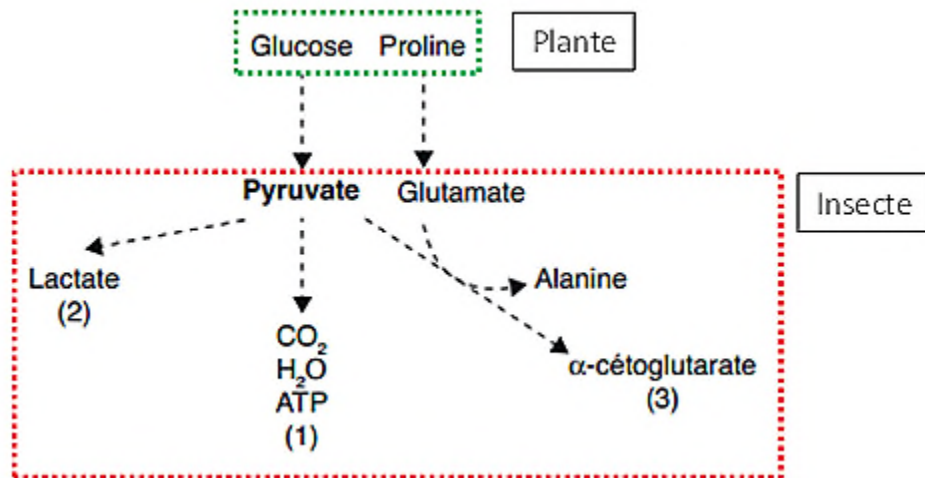 Glucose Proline
Plante
Pyruvate Glutamate
Insecte
Lactate
(2)
Alanine
CO₂
H₂O
ATP
(1)
α-cétoglutarate
(3)